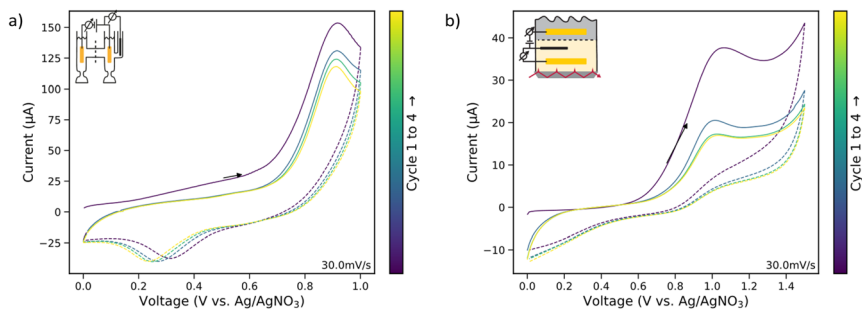 a)
150
125
100
75
50
25
0
−25
Current (μA)
0.0 0.2 0.4 0.6 0.8 1.0
Voltage (V vs. Ag/AgNO3)
30.0mV/s
Cycle 1 to 4 →
b)
40
30
20
10
0
−10
Current (μA)
0.0 0.2 0.4 0.6 0.8 1.0 1.2 1.4
Voltage (V vs. Ag/AgNO3)
30.0mV/s
Cycle 1 to 4 →